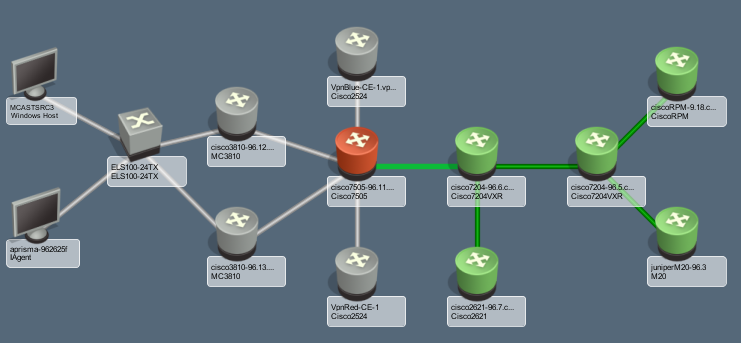 MCASTSRC3
Windows Host
aprisma-962625f
IAgent
ELS100-24TX
ELS100-24TX
cisco3810-96.12....
MC3810
cisco3810-96.13....
MC3810
VpnBlue-CE-1.vp...
Cisco2524
cisco7505-96.11....
Cisco7505
VpnRed-CE-1
Cisco2524
cisco7204-96.6.c...
Cisco7204VXR
cisco2621-96.7.c...
Cisco2621
cisco7204-96.5.c...
Cisco7204VXR
ciscoRPM-9.18.c...
CiscoRPM
juniperM20-96.3
M20